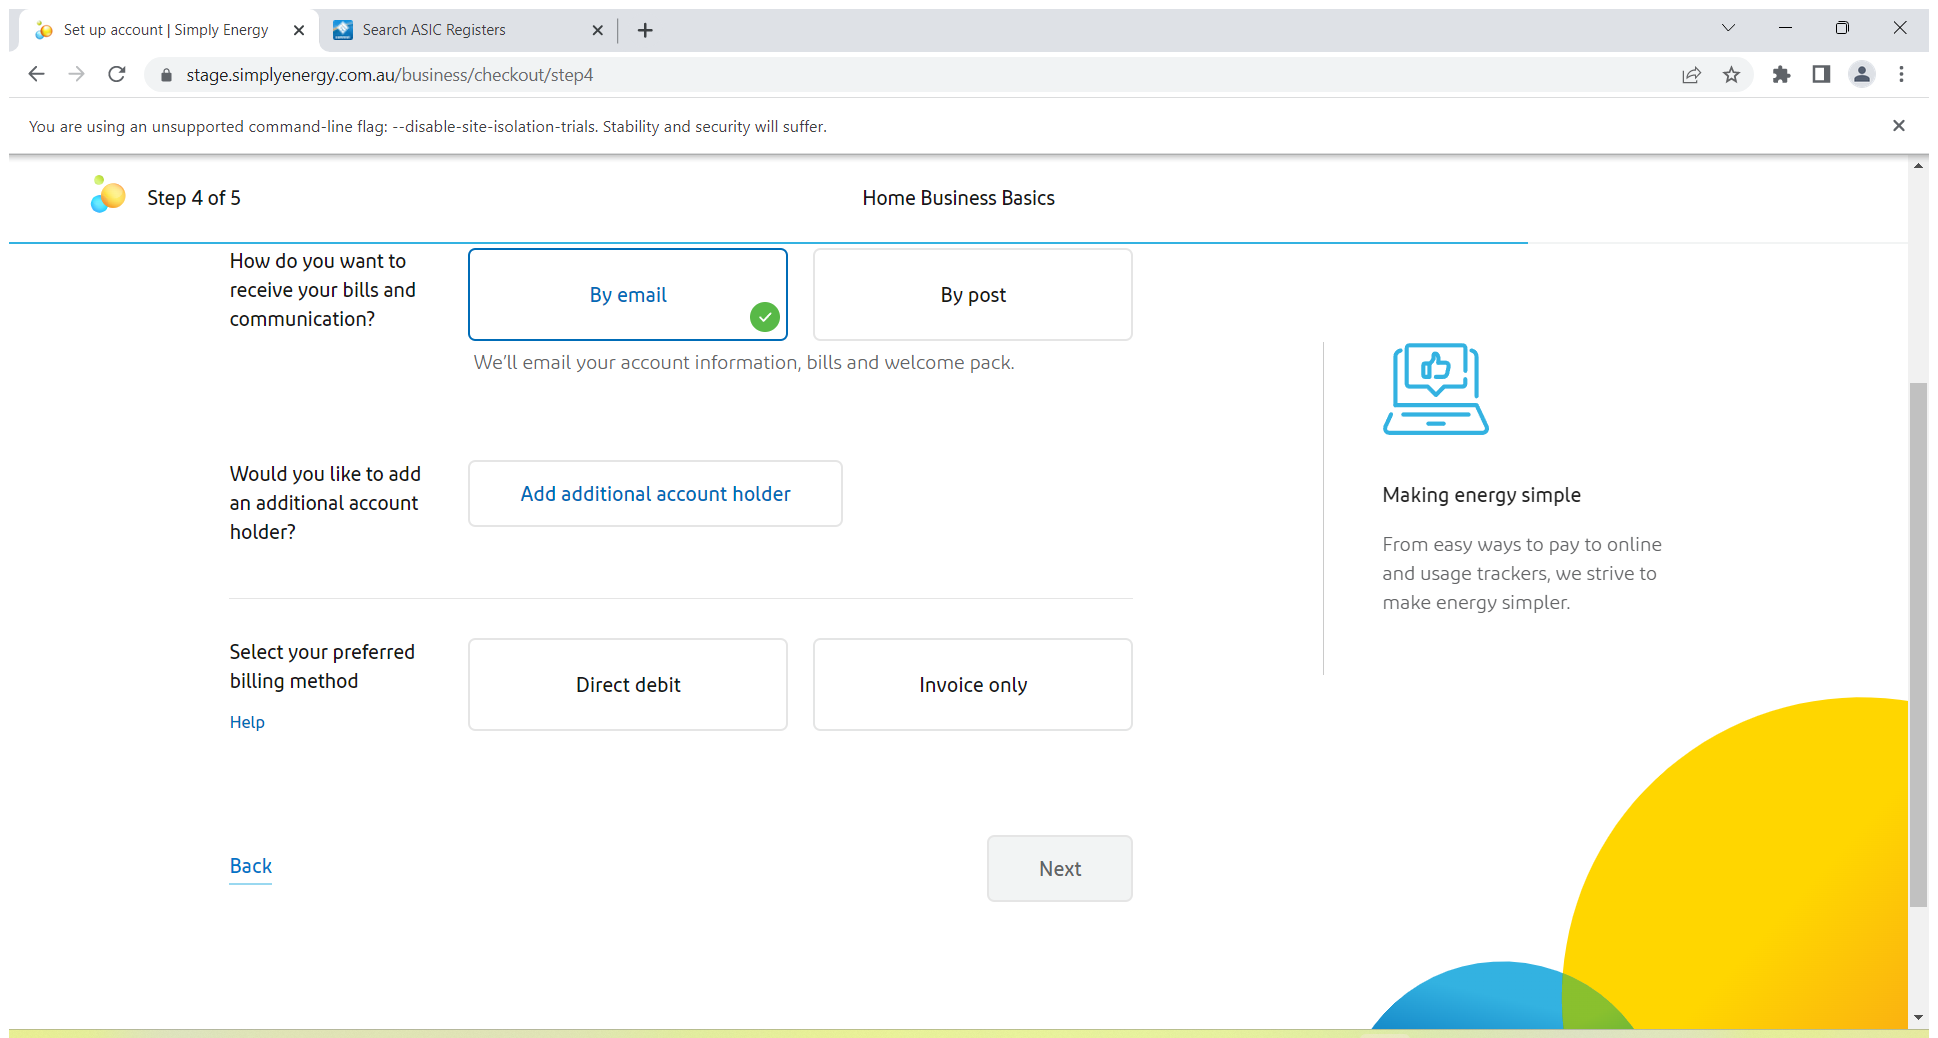 Set up account | Simply Energy
Search ASIC Registers
stage.simplyenergy.com.au/business/checkout/step4
You are using an unsupported command-line flag: --disable-site-isolation-trials. Stability and security will suffer.
Step 4 of 5
Home Business Basics
How do you want to
receive your bills and
communication?
By email
By post
We'll email your account information, bills and welcome pack.
Would you like to add
an additional account
holder?
Add additional account holder
Making energy simple
From easy ways to pay to online
and usage trackers, we strive to
make energy simpler.
Select your preferred
billing method
Help
Direct debit
Invoice only
Back
Next